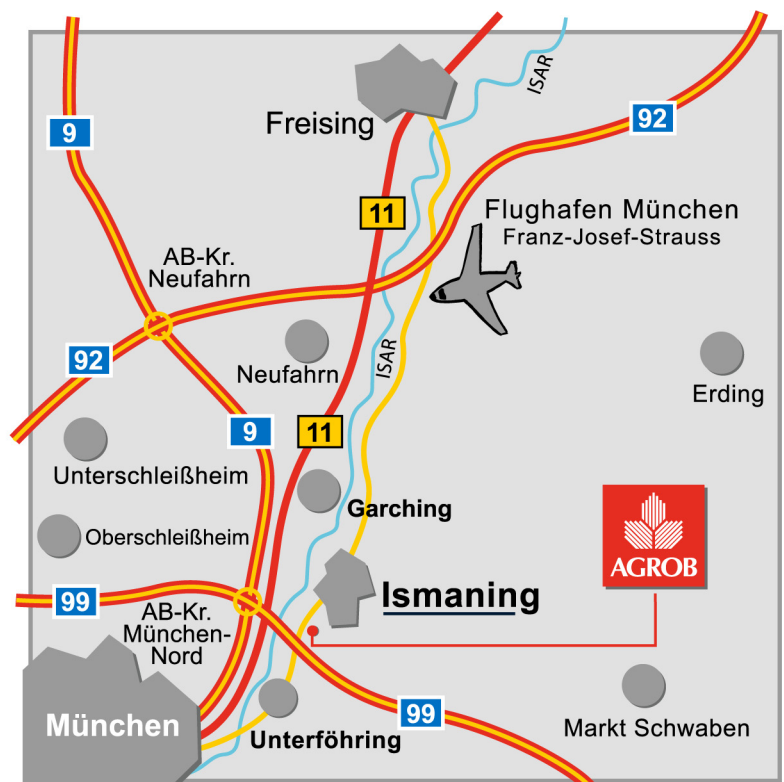 ISAR
9
Freising
92
11
Flughafen München
Franz-Josef-Strauss
AB-Kr.
Neufahrn
92
Neufahrn
ISAR
Erding
9
11
Unterschleißheim
Garching
AGROB
Oberschleißheim
99
AB-Kr.
München-
Nord
Ismaning
München
Unterföhring
99
Markt Schwaben